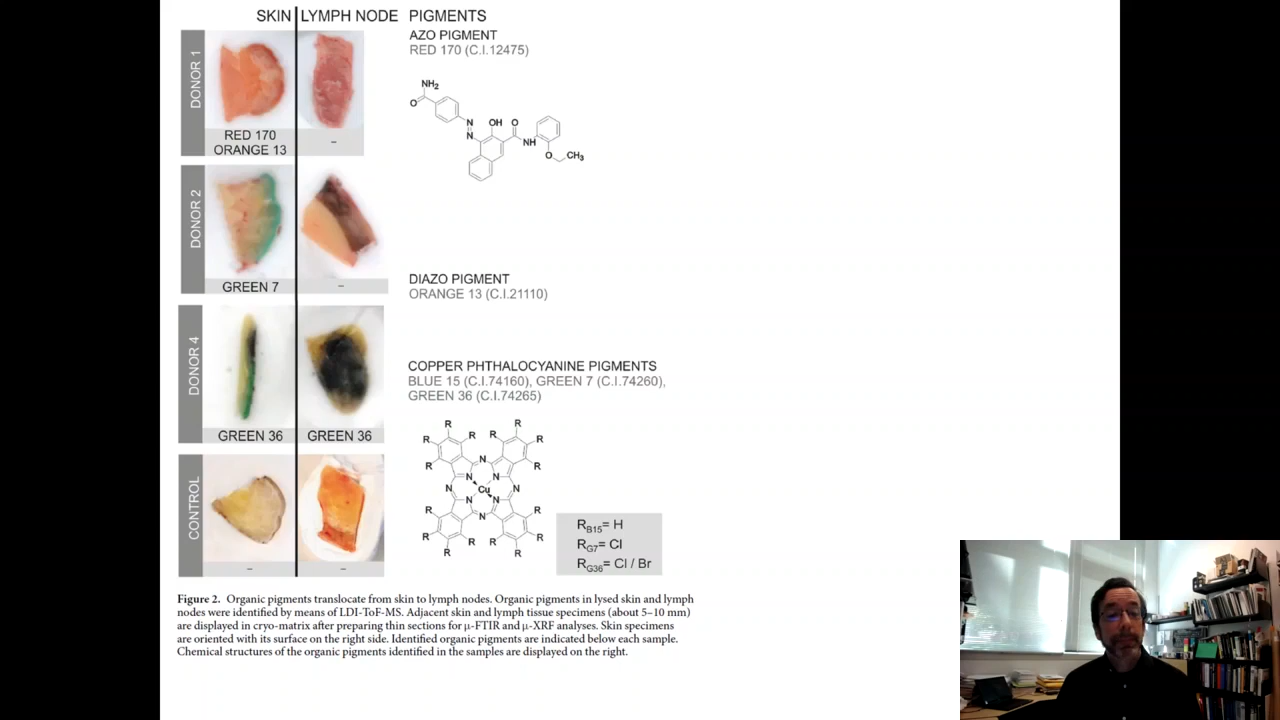 SKIN LYMPH NODE PIGMENTS
DONOR 1
RED 170
ORANGE 13
–
AZO PIGMENT
RED 170 (C.I.12475)
NH2
O
N
N
OH
O
NH
O
CH3
DONOR 2
GREEN 7
–
DIAZO PIGMENT
ORANGE 13 (C.I.21110)
DONOR 4
GREEN 36
GREEN 36
COPPER PHTHALOCYANINE PIGMENTS
BLUE 15 (C.I.74160), GREEN 7 (C.I.74260),
GREEN 36 (C.I.74265)
R R
R R R R
R R
N
N N
N Cu N
N N
N
R R
R R R R
R R
RB15= H
RG7= Cl
RG36= Cl / Br
CONTROL
–
–
Figure 2. Organic pigments translocate from skin to lymph nodes. Organic pigments in lysed skin and lymph
nodes were identified by means of LDI-ToF-MS. Adjacent skin and lymph tissue specimens (about 5–10 mm)
are displayed in cryo-matrix after preparing thin sections for μ-FTIR and μ-XRF analyses. Skin specimens
are oriented with its surface on the right side. Identified organic pigments are indicated below each sample.
Chemical structures of the organic pigments identified in the samples are displayed on the right.